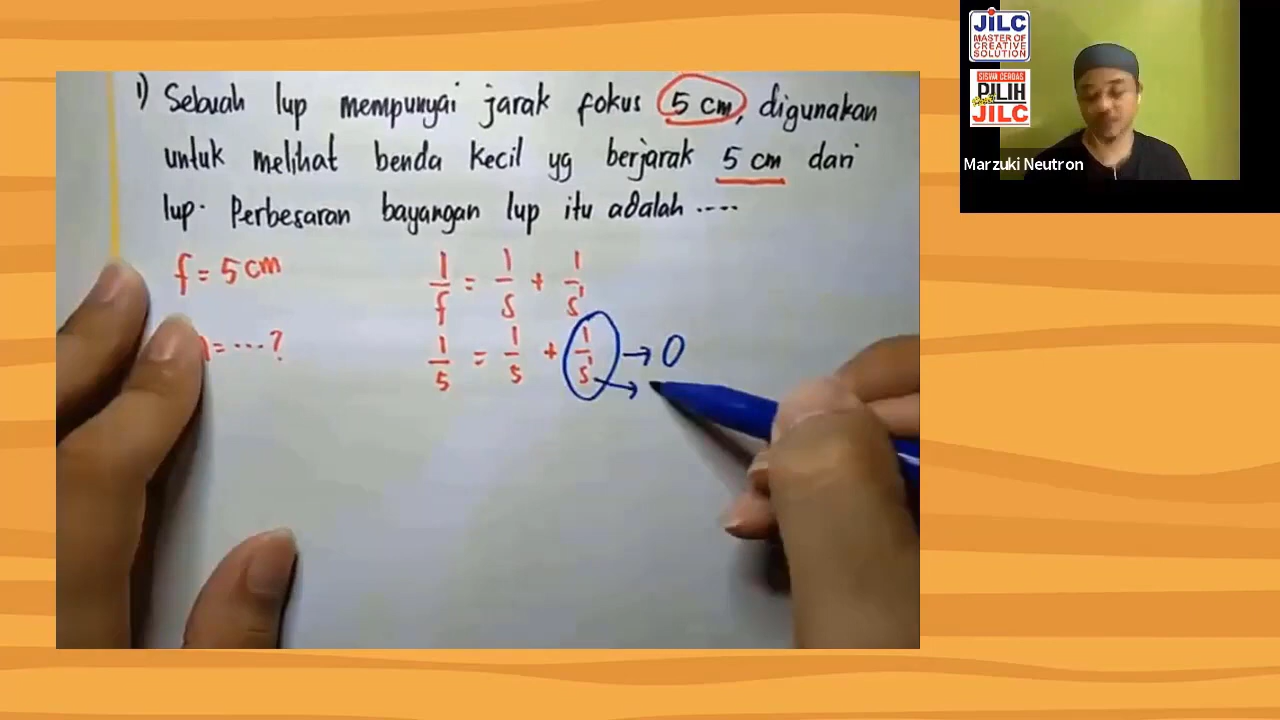 1) Sebuah lup mempunyai jarak fokus 5 cm, digunakan
untuk melihat benda kecil yg berjarak 5 cm dari
lup. Perbesaran bayangan lup itu adalah ....
f = 5 cm
= ...?
1/f = 1/s + 1/s'
1/5 = 1/5 + 1/s' → 0
→
JILC
MASTER OF
CREATIVE
SOLUTION
SISWA CERDAS
PILIH
JILC
Marzuki Neutron